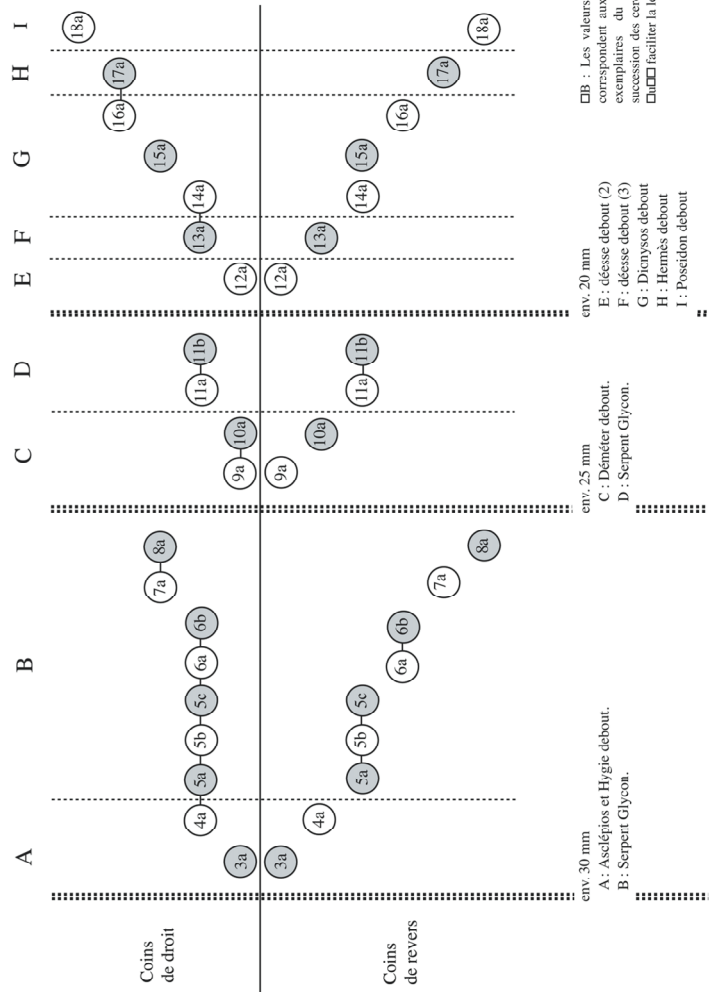 A B C D E F G H I
18a
16a 17a
7a 8a 15a
4a 5a 5b 5c 6a 6b 11a 11b 13a 14a
3a 9a 10a 12a
Coins
de droit
3a 9a 12a
4a 10a 13a
5a 5b 5c 11a 11b 14a 15a
6a 6b 16a
7a 17a
8a 18a
Coins
de revers
env. 30 mm
A : Asclépios et Hygie debout.
B : Serpent Glycon.
env. 25 mm
C : Déméter debout.
D : Serpent Glycon.
env. 20 mm
E : déesse debout (2)
F : déesse debout (3)
G : Dionysos debout
H : Hermès debout
I : Poseidon debout
□B : Les valeurs
correspondent aux
exemplaires du
succession des
faciliter la